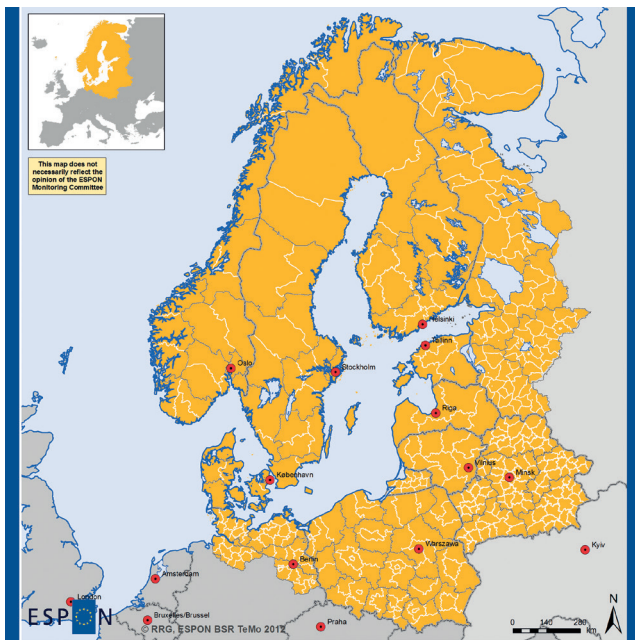 This map does not
necessarily reflect the
opinion of the ESPON
Monitoring Committee
Helsinki
Tallinn
Oslo
Stockholm
Riga
København
Vilnius
Minsk
Warszawa
Kyiv
Berlin
Amsterdam
London
ESPON
Bruxelles/Brussel
Praha
© RRG, ESPON BSR TeMo 2012
N
0 140 280
km